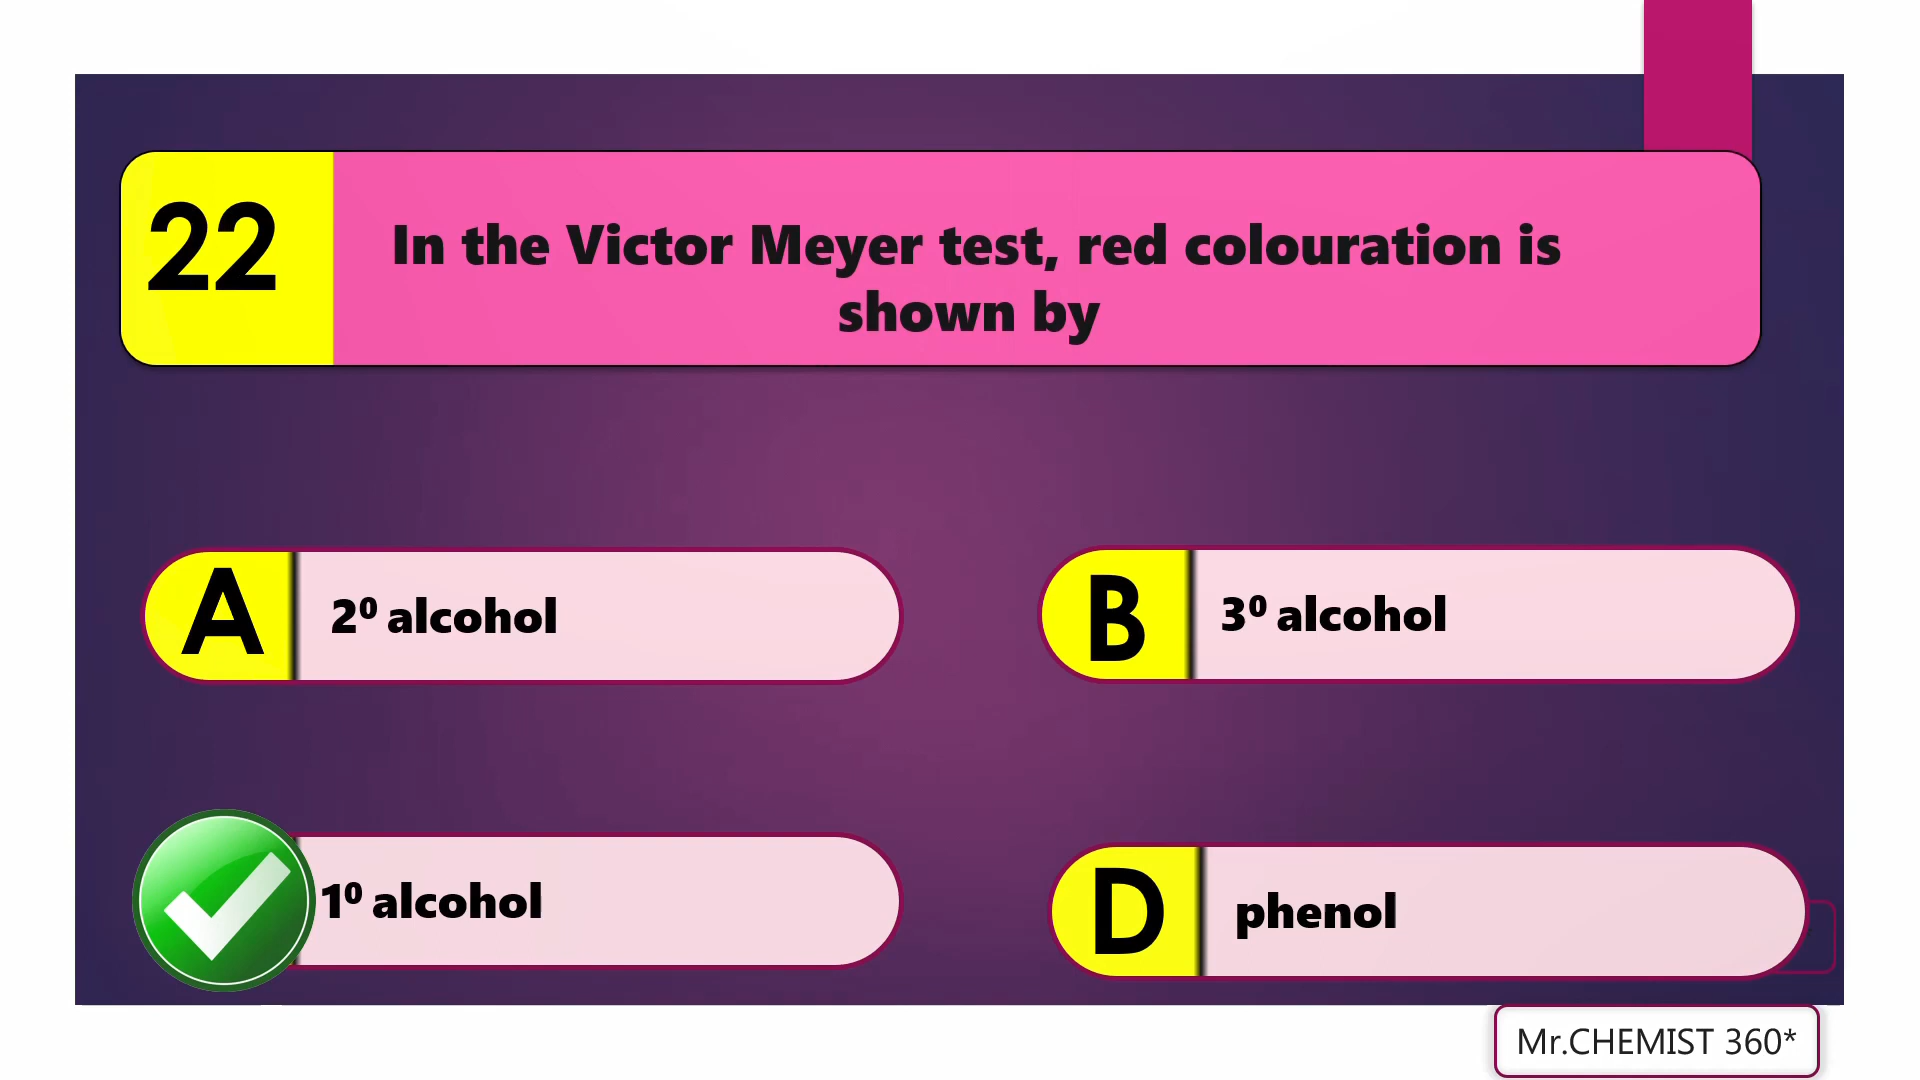 22
In the Victor Meyer test, red colouration is
shown by
A
2⁰ alcohol
B
3⁰ alcohol
1⁰ alcohol
D
phenol
Mr.CHEMIST 360*